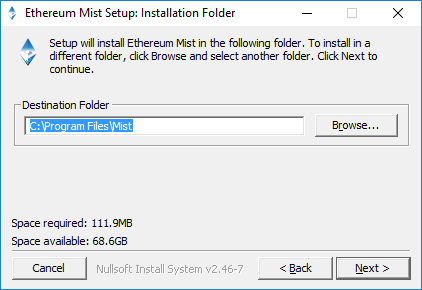 Ethereum Mist Setup: Installation Folder
Setup will install Ethereum Mist in the following folder. To install in a
different folder, click Browse and select another folder. Click Next to
continue.
Destination Folder
C:\Program Files\Mist
Browse...
Space required: 111.9MB
Space available: 68.6GB
Cancel
Nullsoft Install System v2.46-7
< Back
Next >